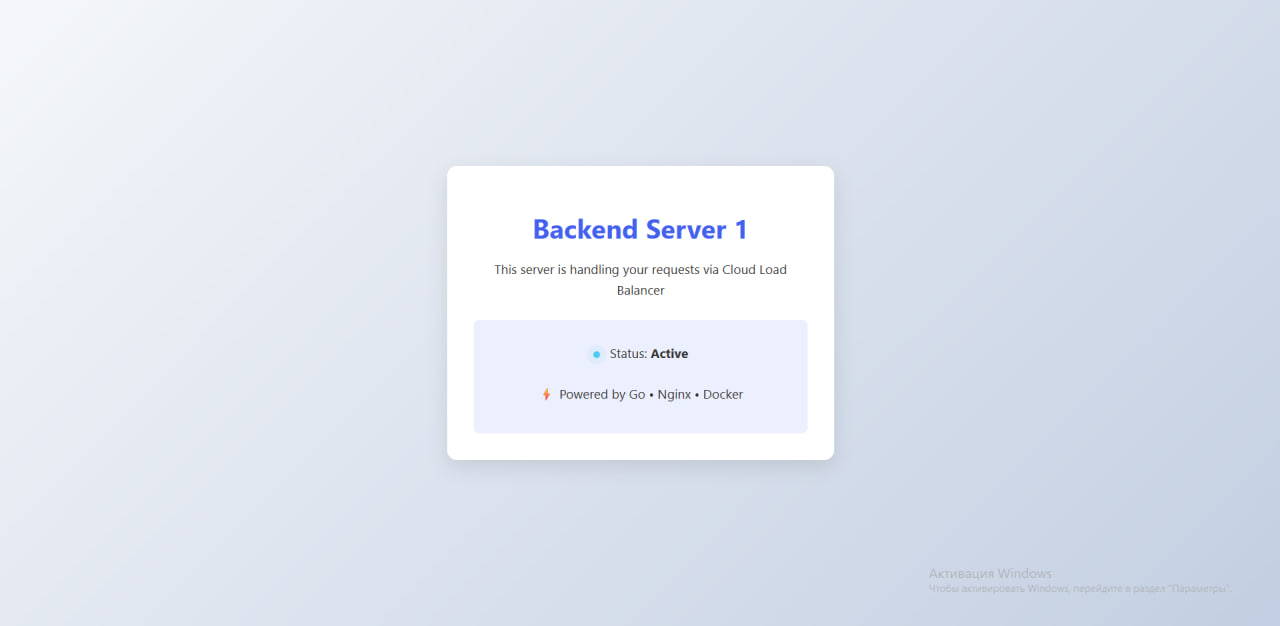 Backend Server 1
This server is handling your requests via Cloud Load
Balancer
Status: Active
Powered by Go • Nginx • Docker
Активация Windows
Чтобы активировать Windows, перейдите в раздел "Параметры".